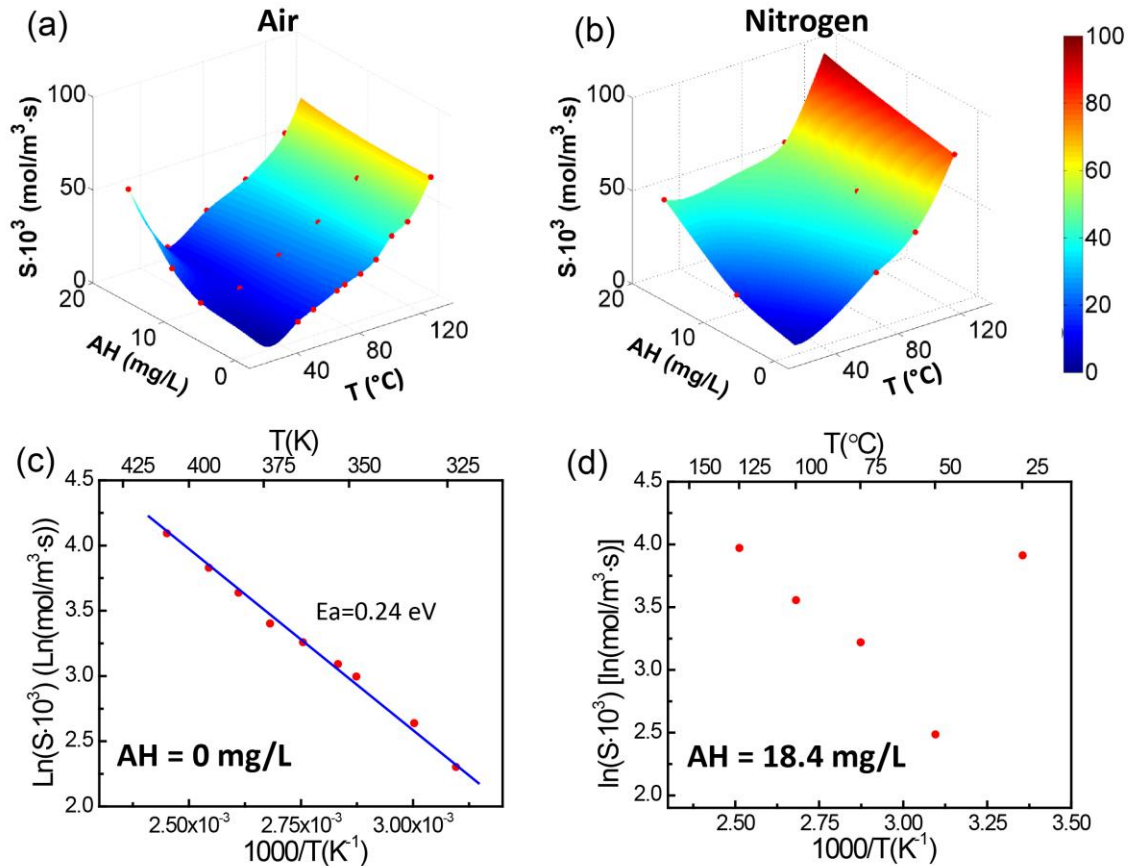 (a)
Air
(b)
Nitrogen
S·10³ (mol/m³·s)
100
50
0
20
10
0
AH (mg/L)
40
80
120
T (°C)
S·10³ (mol/m³·s)
100
50
0
20
10
0
AH (mg/L)
40
80
120
T (°C)
100
80
60
40
20
0
(c)
T(K)
425 400 375 350 325
Ln(S·10³) (Ln(mol/m³·s))
4.5
4.0
3.5
3.0
2.5
2.0
Ea=0.24 eV
AH = 0 mg/L
2.50x10⁻³ 2.75x10⁻³ 3.00x10⁻³
1000/T(K⁻¹)
(d)
T(°C)
150 125 100 75 50 25
ln(S·10³) [ln(mol/m³·s)]
4.5
4.0
3.5
3.0
2.5
2.0
AH = 18.4 mg/L
2.50 2.75 3.00 3.25 3.50
1000/T(K⁻¹)